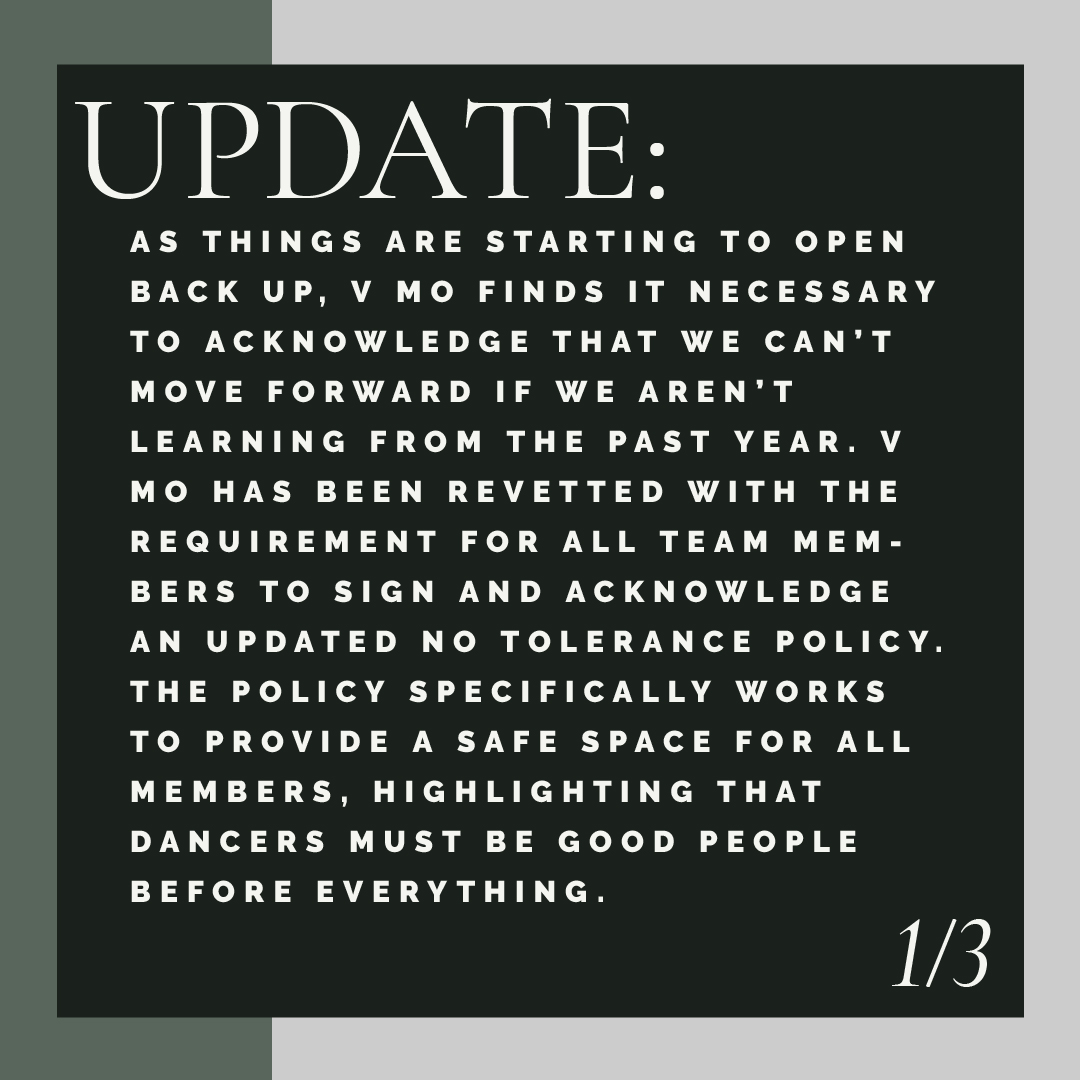 UPDATE:
AS THINGS ARE STARTING TO OPEN
BACK UP, V MO FINDS IT NECESSARY
TO ACKNOWLEDGE THAT WE CAN’T
MOVE FORWARD IF WE AREN’T
LEARNING FROM THE PAST YEAR. V
MO HAS BEEN REVETTED WITH THE
REQUIREMENT FOR ALL TEAM MEM-
BERS TO SIGN AND ACKNOWLEDGE
AN UPDATED NO TOLERANCE POLICY.
THE POLICY SPECIFICALLY WORKS
TO PROVIDE A SAFE SPACE FOR ALL
MEMBERS, HIGHLIGHTING THAT
DANCERS MUST BE GOOD PEOPLE
BEFORE EVERYTHING.
1/3